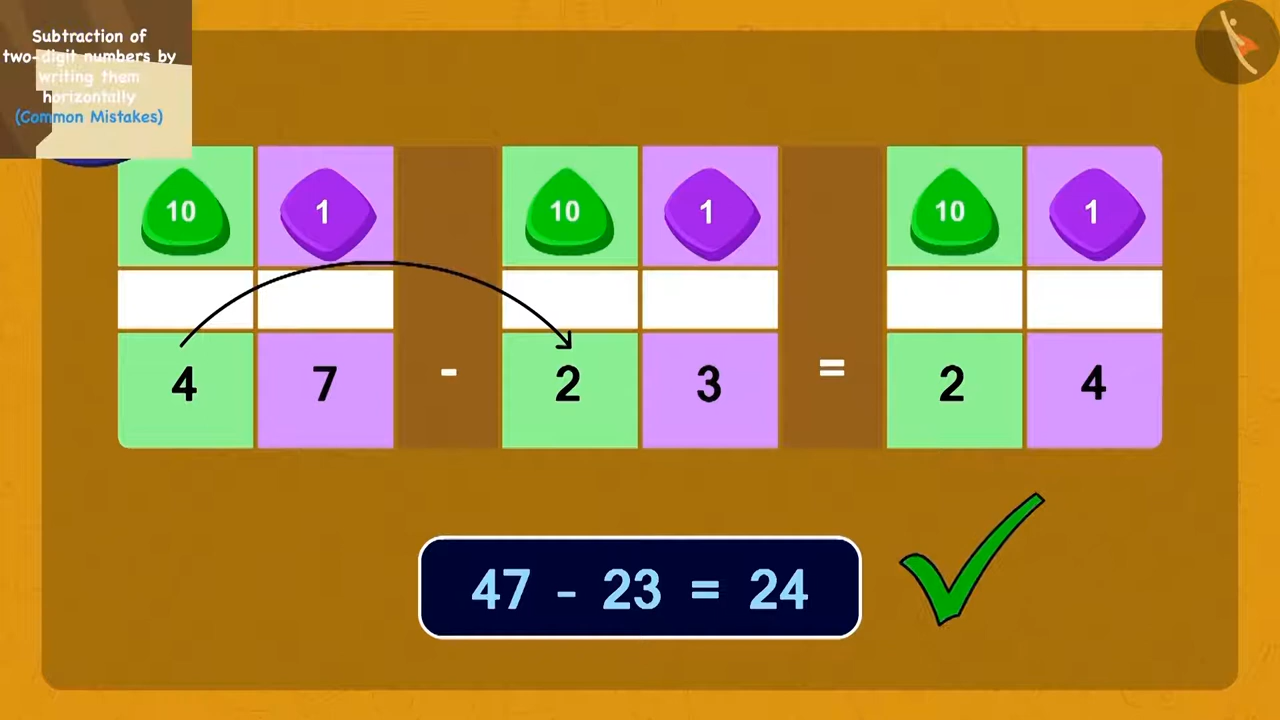 Subtraction of
two-digit numbers by
writing them
horizontally
(Common Mistakes)
10 1 10 1 10 1
4 7 - 2 3 = 2 4
47 - 23 = 24